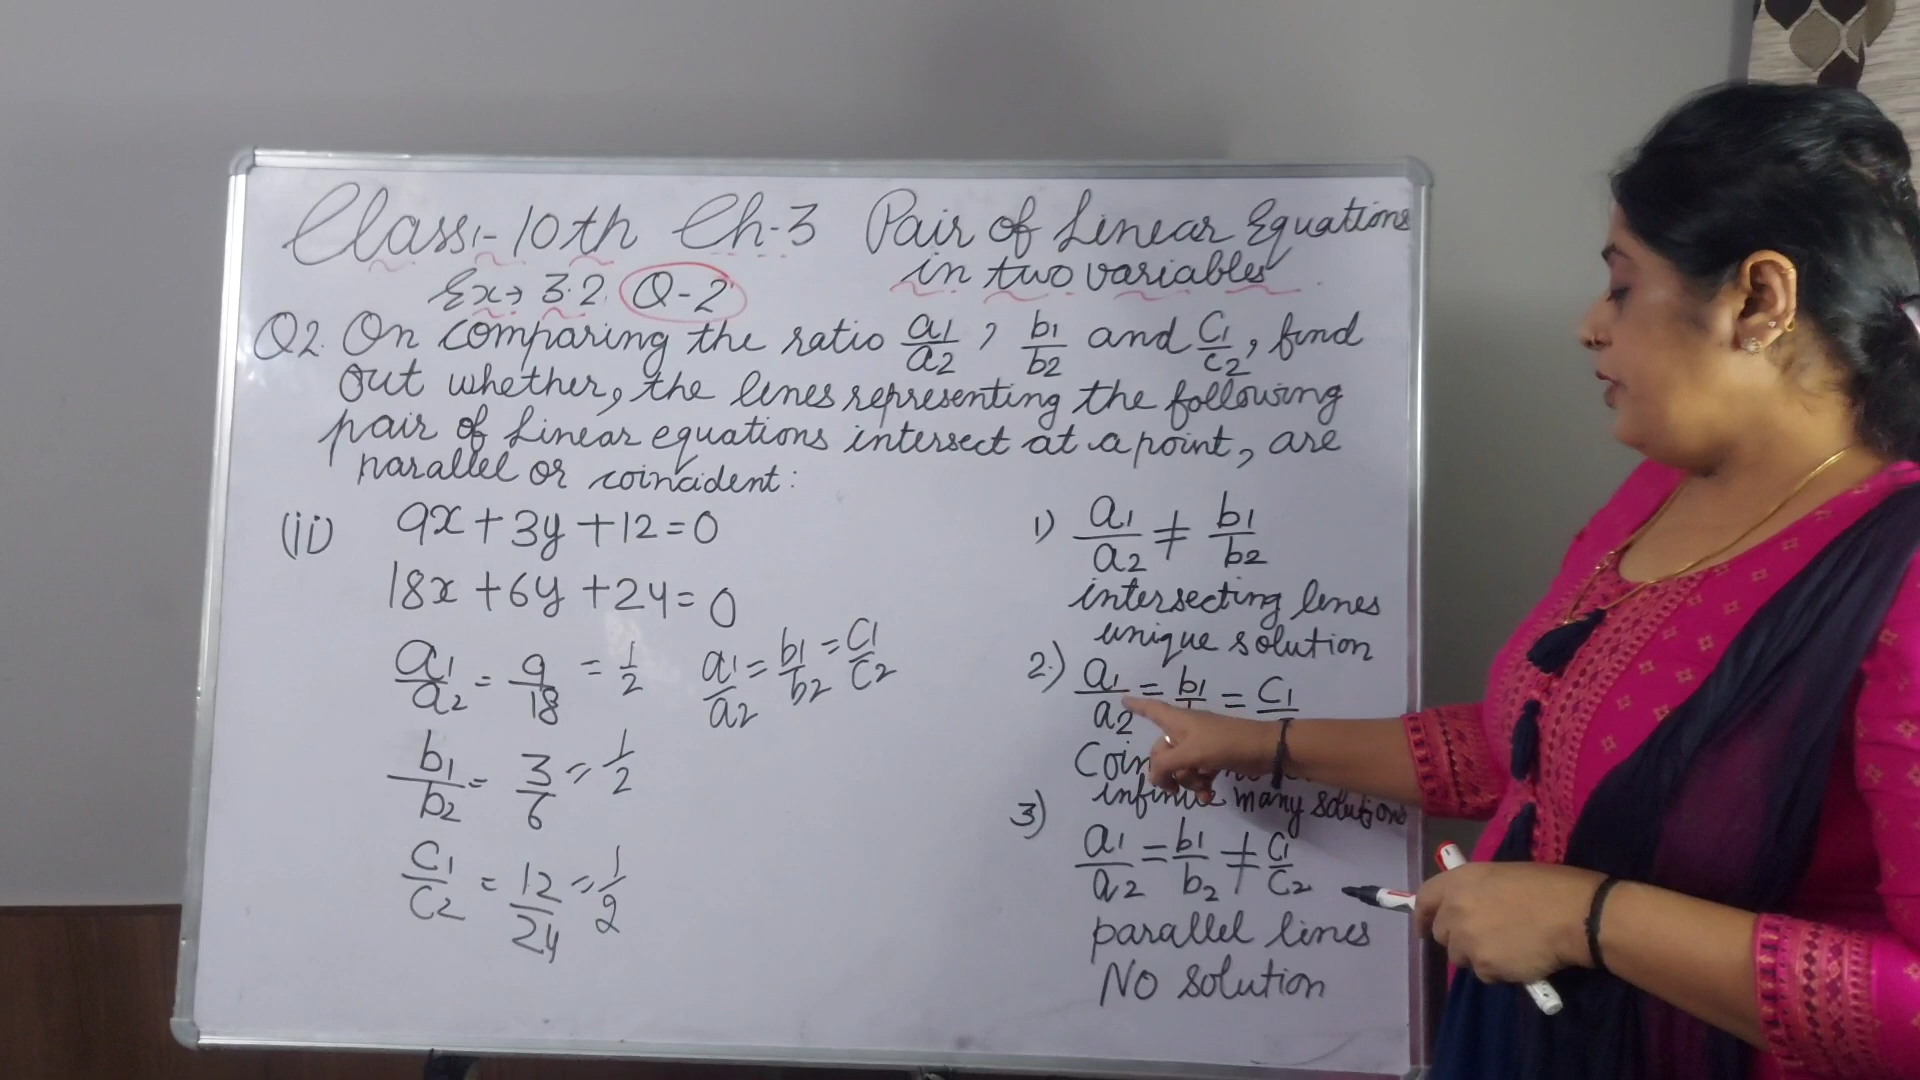 Class:- 10th Ch-3 Pair of Linear Equations
in two variables
Ex→ 3.2. Q-2
Q2. On comparing the ratio a1/a2, b1/b2 and c1/c2, find
out whether, the lines representing the following
pair of linear equations intersect at a point, are
parallel or coincident:
(ii) 9x+3y+12=0
18x+6y+24=0
a1/a2 = 9/18 = 1/2
a1/a2 = b1/b2 = c1/c2
b1/b2 = 3/6 = 1/2
c1/c2 = 12/24 = 1/2
1) a1/a2 ≠ b1/b2
intersecting lines
unique solution
2.) a1/a2 = b1/ = c1/
infinite many solutions
3) a1/a2 = b1/b2 ≠ c1/c2
parallel lines
NO solution